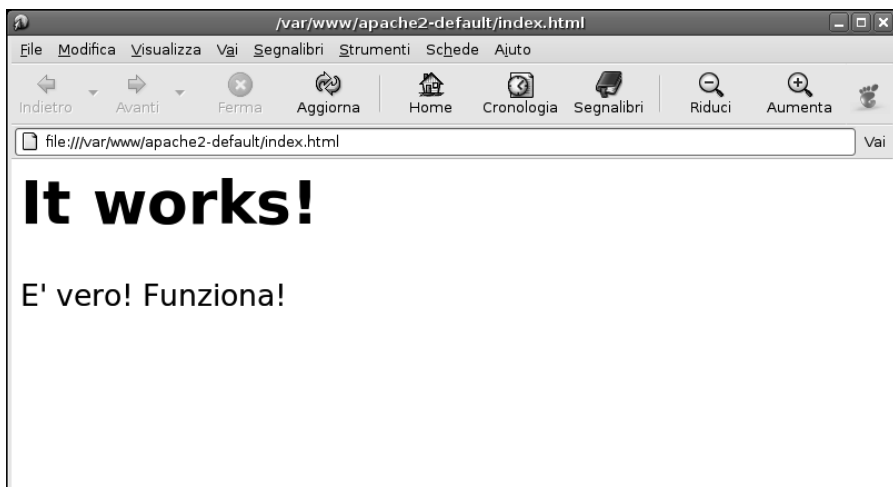 /var/www/apache2-default/index.html
File Modifica Visualizza Vai Segnalibri Strumenti Schede Aiuto
Indietro Avanti Ferma Aggiorna Home Cronologia Segnalibri Riduci Aumenta
file:///var/www/apache2-default/index.html Vai
It works!
E' vero! Funziona!